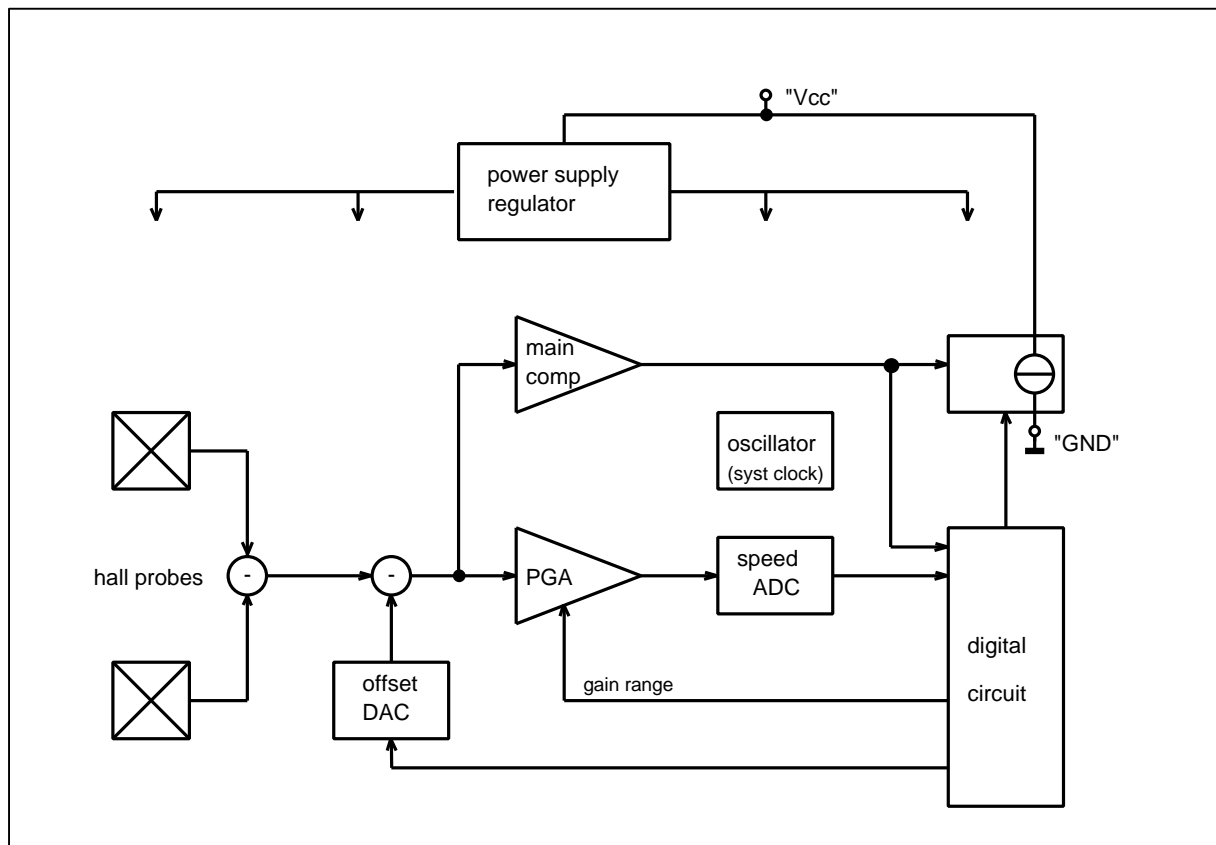 "Vcc"
power supply
regulator
main
comp
oscillator
(syst clock)
"GND"
hall probes
-
-
PGA
speed
ADC
digital
circuit
offset
DAC
gain range